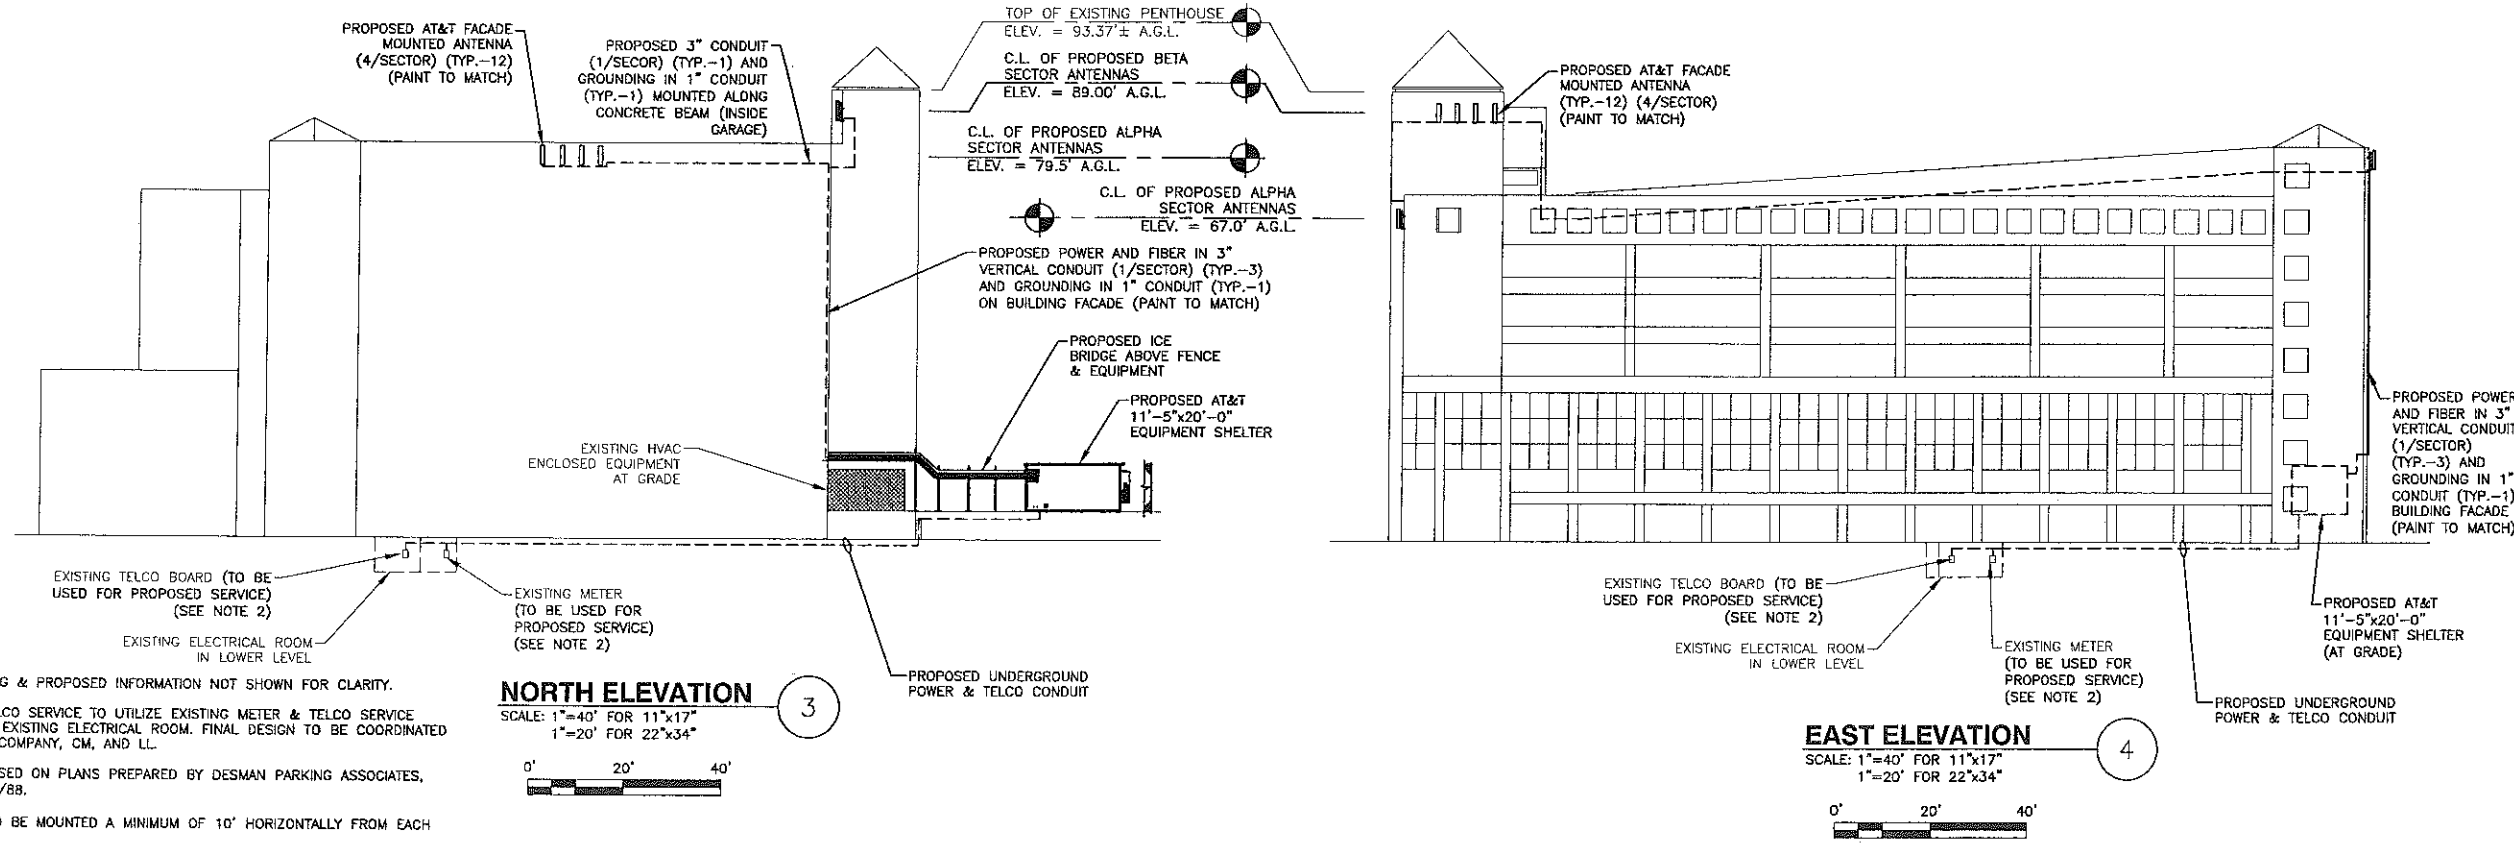 PROPOSED AT&T FACADE
MOUNTED ANTENNA
(4/SECTOR) (TYP.-12)
(PAINT TO MATCH)
PROPOSED 3" CONDUIT
(1/SECOR) (TYP.-1) AND
GROUNDING IN 1" CONDUIT
(TYP.-1) MOUNTED ALONG
CONCRETE BEAM (INSIDE
GARAGE)
TOP OF EXISTING PENTHOUSE
ELEV. = 93.37'± A.G.L.
C.L. OF PROPOSED BETA
SECTOR ANTENNAS
ELEV. = 89.00' A.G.L.
C.L. OF PROPOSED ALPHA
SECTOR ANTENNAS
ELEV. = 79.5' A.G.L.
C.L. OF PROPOSED ALPHA
SECTOR ANTENNAS
ELEV. = 67.0' A.G.L.
PROPOSED POWER AND FIBER IN 3"
VERTICAL CONDUIT (1/SECTOR) (TYP.-3)
AND GROUNDING IN 1" CONDUIT (TYP.-1)
ON BUILDING FACADE (PAINT TO MATCH)
PROPOSED ICE
BRIDGE ABOVE FENCE
& EQUIPMENT
PROPOSED AT&T
11'-5"x20'-0"
EQUIPMENT SHELTER
EXISTING HVAC
ENCLOSED EQUIPMENT
AT GRADE
EXISTING TELCO BOARD (TO BE
USED FOR PROPOSED SERVICE)
(SEE NOTE 2)
EXISTING ELECTRICAL ROOM
IN LOWER LEVEL
EXISTING METER
(TO BE USED FOR
PROPOSED SERVICE)
(SEE NOTE 2)
PROPOSED UNDERGROUND
POWER & TELCO CONDUIT
G & PROPOSED INFORMATION NOT SHOWN FOR CLARITY.
LCO SERVICE TO UTILIZE EXISTING METER & TELCO SERVICE
EXISTING ELECTRICAL ROOM. FINAL DESIGN TO BE COORDINATED
COMPANY, CM, AND LL.
SED ON PLANS PREPARED BY DESMAN PARKING ASSOCIATES,
/88.
O BE MOUNTED A MINIMUM OF 10' HORIZONTALLY FROM EACH
NORTH ELEVATION
SCALE: 1"=40' FOR 11"x17"
1"=20' FOR 22"x34"
3
0' 20' 40'
PROPOSED AT&T FACADE
MOUNTED ANTENNA
(TYP.-12) (4/SECTOR)
(PAINT TO MATCH)
PROPOSED POWER
AND FIBER IN 3"
VERTICAL CONDUIT
(1/SECTOR)
(TYP.-3) AND
GROUNDING IN 1"
CONDUIT (TYP.-1)
BUILDING FACADE
(PAINT TO MATCH)
PROPOSED AT&T
11'-5"x20'-0"
EQUIPMENT SHELTER
(AT GRADE)
EXISTING TELCO BOARD (TO BE
USED FOR PROPOSED SERVICE)
(SEE NOTE 2)
EXISTING ELECTRICAL ROOM
IN LOWER LEVEL
EXISTING METER
(TO BE USED FOR
PROPOSED SERVICE)
(SEE NOTE 2)
PROPOSED UNDERGROUND
POWER & TELCO CONDUIT
EAST ELEVATION
SCALE: 1"=40' FOR 11"x17"
1"=20' FOR 22"x34"
4
0' 20' 40'